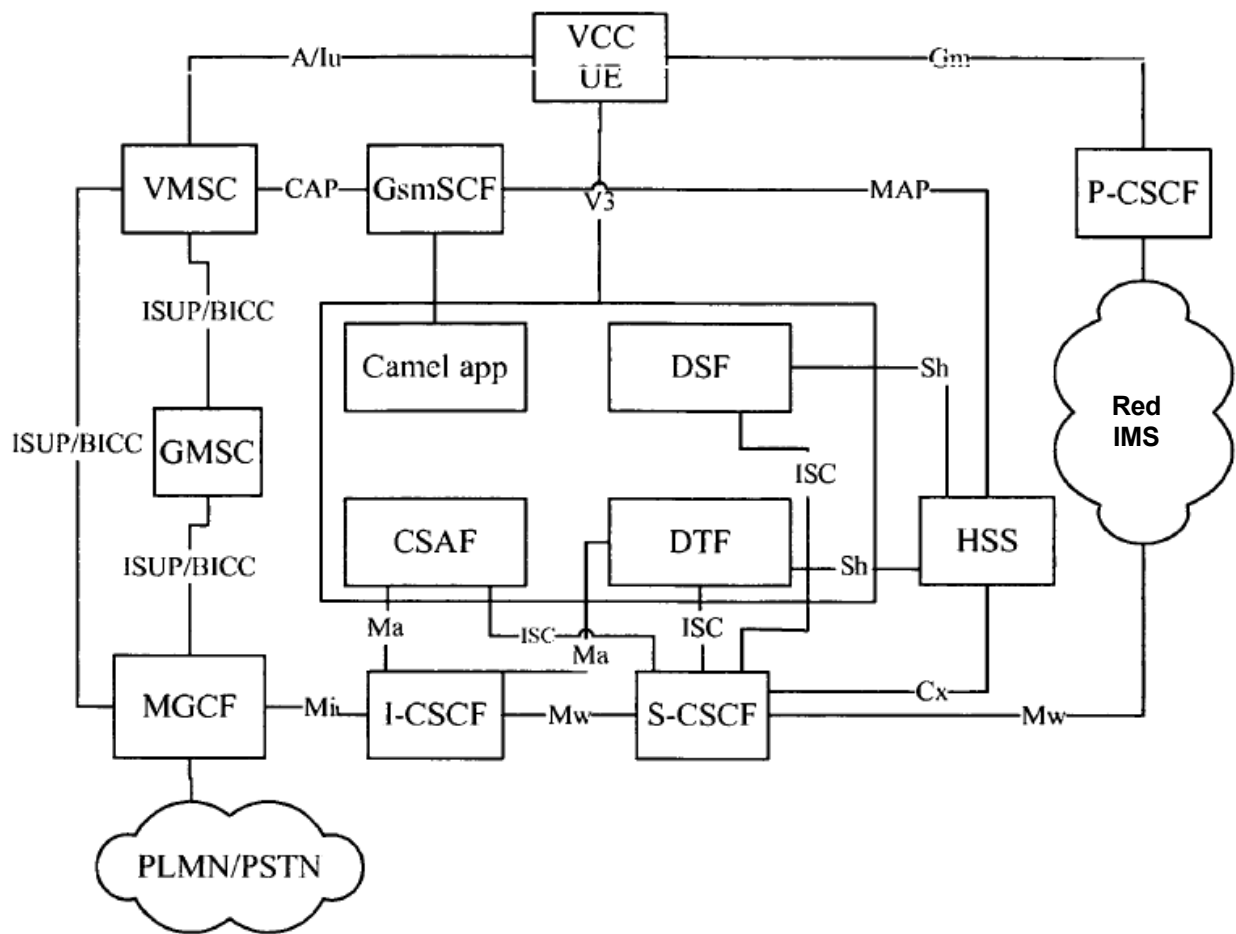 VCC
UE
A/Iu
Gm
VMSC
CAP
GsmSCF
V3
MAP
P-CSCF
ISUP/BICC
Camel app
DSF
Sh
Red
IMS
ISUP/BICC
GMSC
ISC
CSAF
DTF
HSS
ISUP/BICC
Sh
Ma
ISC
Ma
ISC
MGCF
Mi
I-CSCF
Mw
S-CSCF
Cx
Mw
PLMN/PSTN